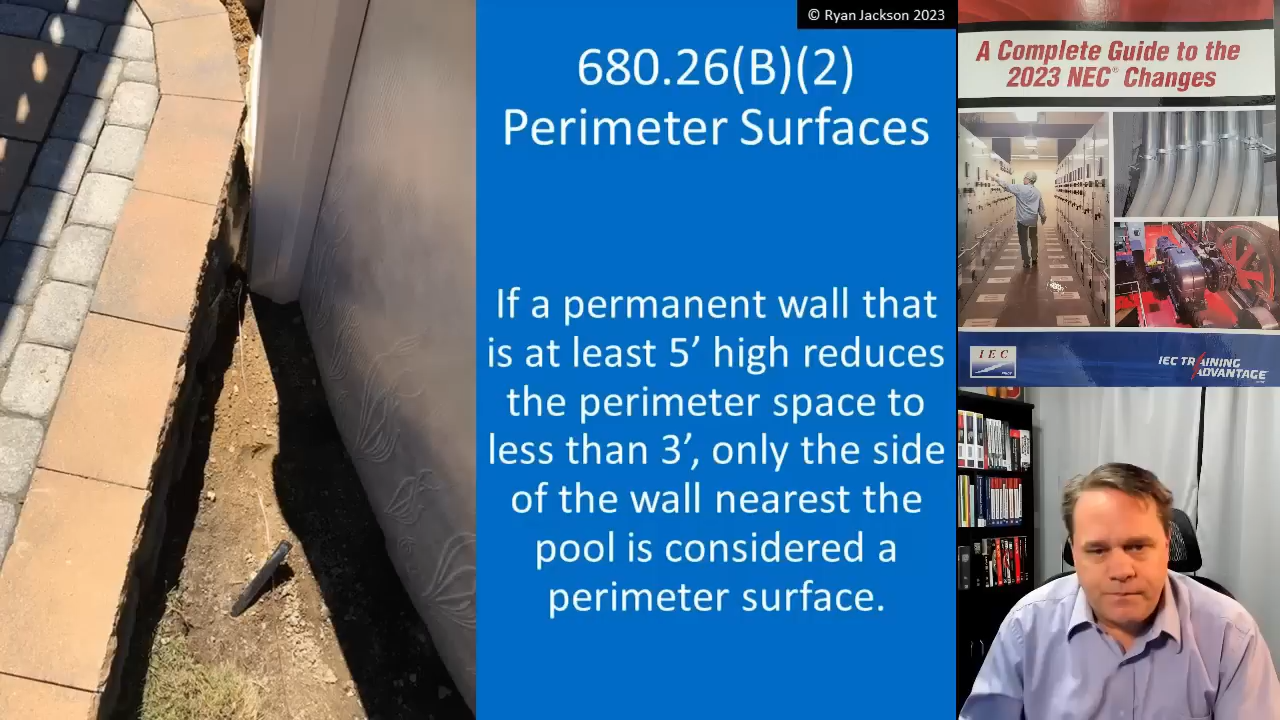 © Ryan Jackson 2023
680.26(B)(2)
Perimeter Surfaces
If a permanent wall that
is at least 5’ high reduces
the perimeter space to
less than 3’, only the side
of the wall nearest the
pool is considered a
perimeter surface.
A Complete Guide to the
2023 NEC® Changes
IEC
IEC TRAINING
ADVANTAGE